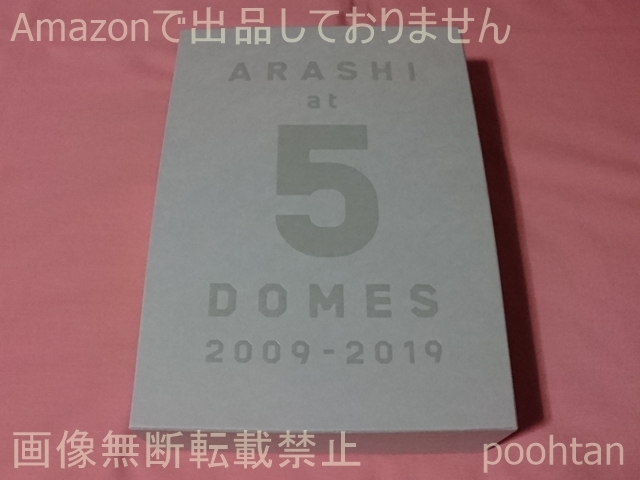 Amazonで出品しておりません
ARASHI
at
5
DOMES
2009-2019
画像無断転載禁止
poohtan